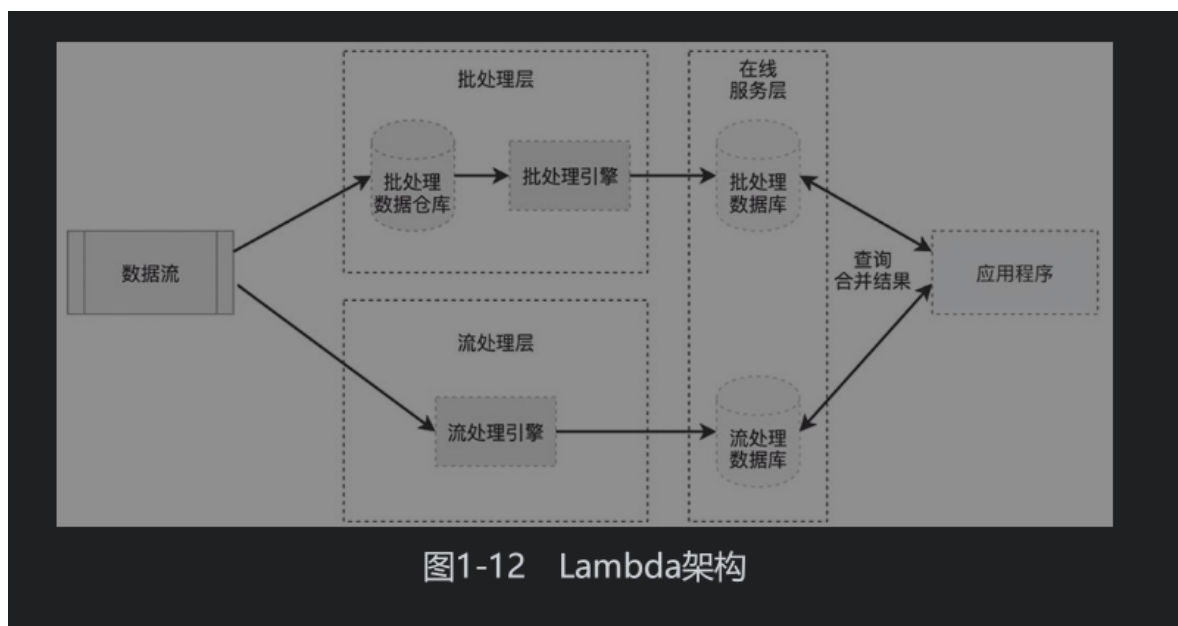 批处理层
在线
服务层
批处理
数据仓库
批处理引擎
批处理
数据库
数据流
查询
合并结果
应用程序
流处理层
流处理引擎
流处理
数据库
图1-12 Lambda架构